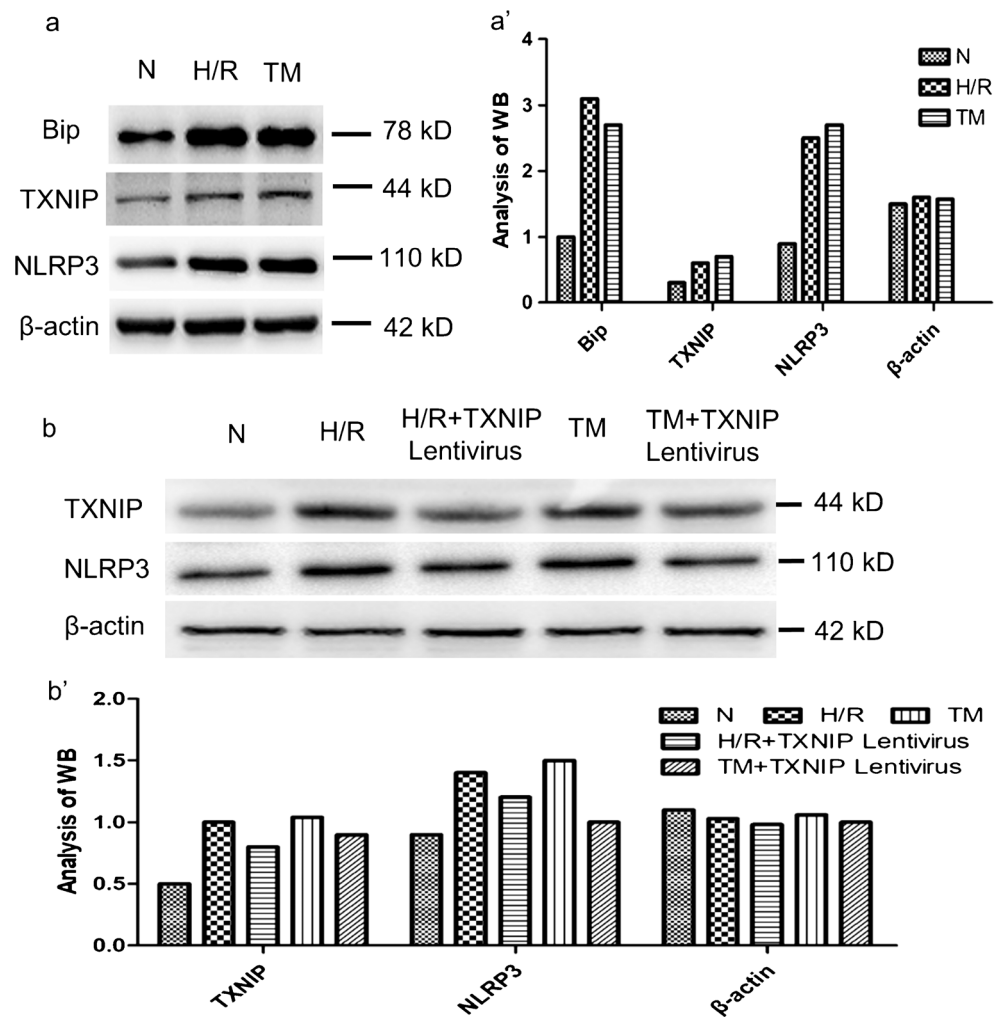 a
N H/R TM
Bip 78 kD
TXNIP 44 kD
NLRP3 110 kD
β-actin 42 kD
a’
Analysis of WB
4
3
2
1
0
N
H/R
TM
Bip TXNIP NLRP3 β-actin
b
N H/R H/R+TXNIP Lentivirus TM TM+TXNIP Lentivirus
TXNIP 44 kD
NLRP3 110 kD
β-actin 42 kD
b’
Analysis of WB
2.0
1.5
1.0
0.5
0.0
N H/R TM
H/R+TXNIP Lentivirus
TM+TXNIP Lentivirus
TXNIP NLRP3 β-actin